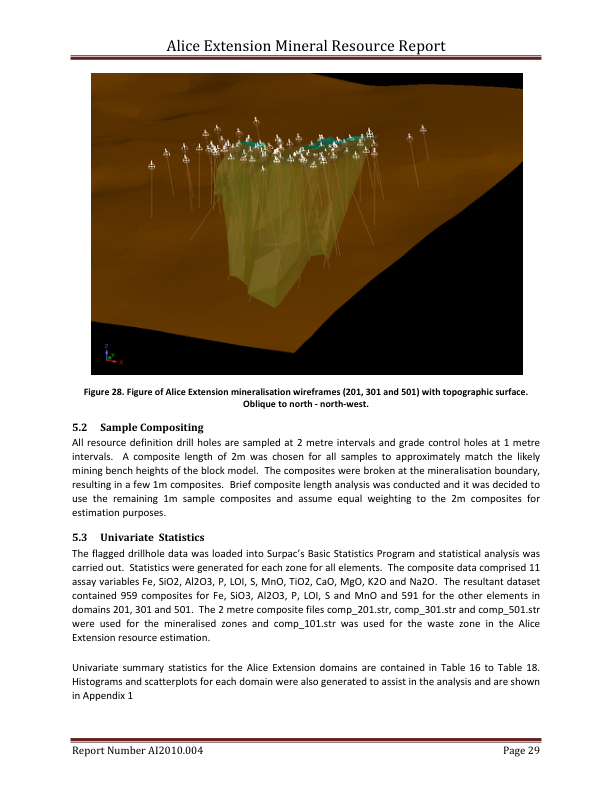 Alice Extension Mineral Resource Report
Z
Figure 28. Figure of Alice Extension mineralisation wireframes (201, 301 and 501) with topographic surface.
Oblique to north - north-west.
5.2 Sample Compositing
All resource definition drill holes are sampled at 2 metre intervals and grade control holes at 1 metre
intervals. A composite length of 2m was chosen for all samples to approximately match the likely
mining bench heights of the block model. The composites were broken at the mineralisation boundary,
resulting in a few 1m composites. Brief composite length analysis was conducted and it was decided to
use the remaining 1m sample composites and assume equal weighting to the 2m composites for
estimation purposes.
5.3 Univariate Statistics
The flagged drillhole data was loaded into Surpac's Basic Statistics Program and statistical analysis was
carried out. Statistics were generated for each zone for all elements. The composite data comprised 11
assay variables Fe, SiO2, Al2O3, P, LOI, S, MnO, TiO2, CaO, MgO, K2O and Na2O. The resultant dataset
contained 959 composites for Fe, SiO3, Al2O3, P, LOI, S and MnO and 591 for the other elements in
domains 201, 301 and 501. The 2 metre composite files comp_201.str, comp_301.str and comp_501.str
were used for the mineralised zones and comp_101.str was used for the waste zone in the Alice
Extension resource estimation.
Univariate summary statistics for the Alice Extension domains are contained in Table 16 to Table 18.
Histograms and scatterplots for each domain were also generated to assist in the analysis and are shown
in Appendix 1
Report Number AI2010.004 Page 29